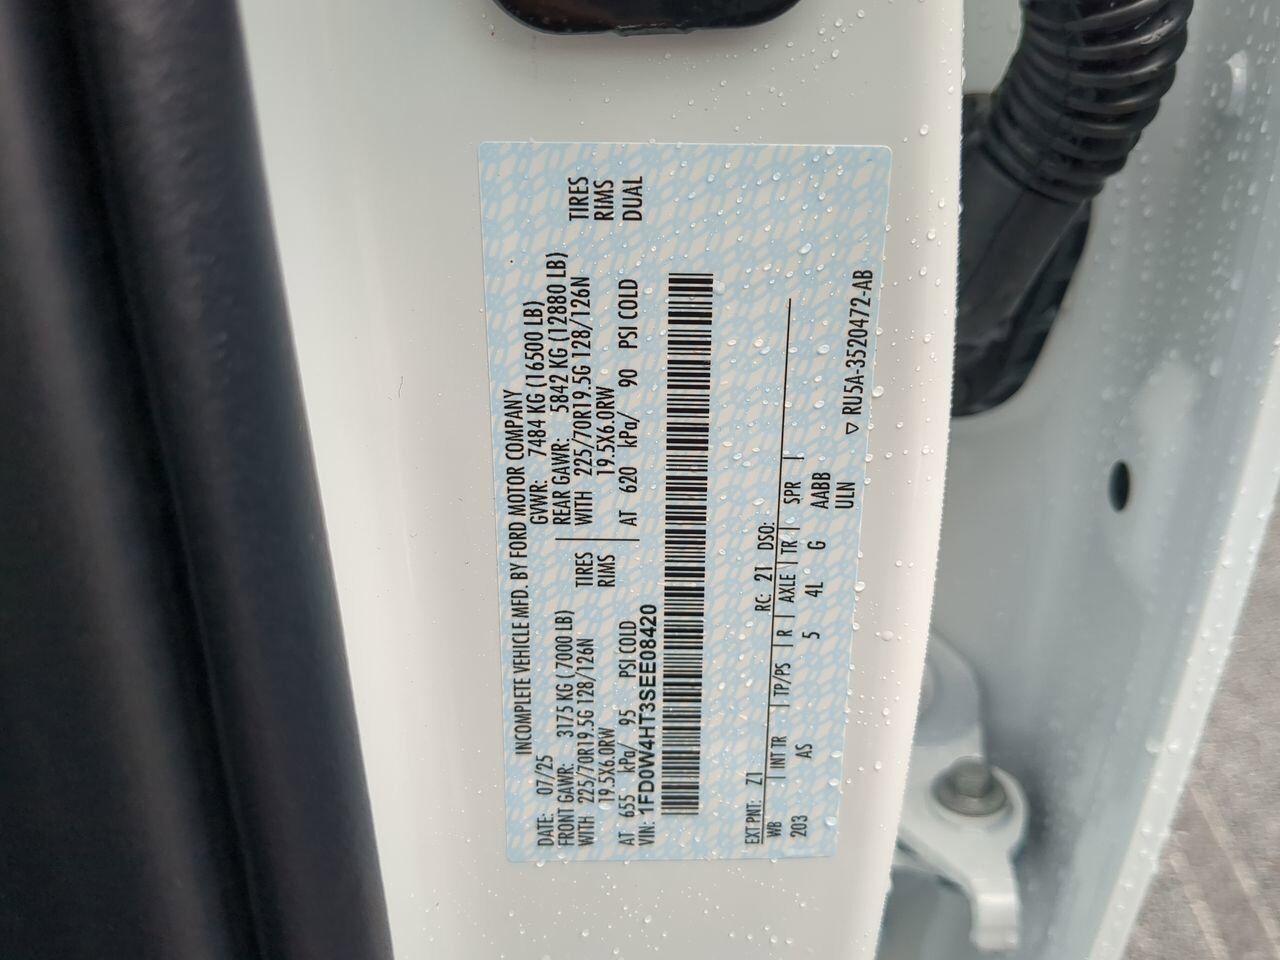 INCOMPLETE VEHICLE MFD. BY FORD MOTOR COMPANY
DATE: 07/25 GVWR: 7484 KG (16500 LB)
FRONT GAWR: 3175 KG (7000 LB) REAR GAWR: 5842 KG (12880 LB)
WITH 225/70R19.5G 128/126N TIRES WITH 225/70R19.5G 128/126N TIRES
19.5X6.0RW RIMS 19.5X6.0RW RIMS
AT 655 kPa/ 95 PSI COLD AT 620 kPa/ 90 PSI COLD DUAL
VIN: 1FD0W4HT3SEE08420
EXT PNT: Z1 RC: 21 DSO:
WB INT TR TP/PS R AXLE TR SPR
203 AS 5 4L G AABB
ULN
▽ RU5A-3520472-AB